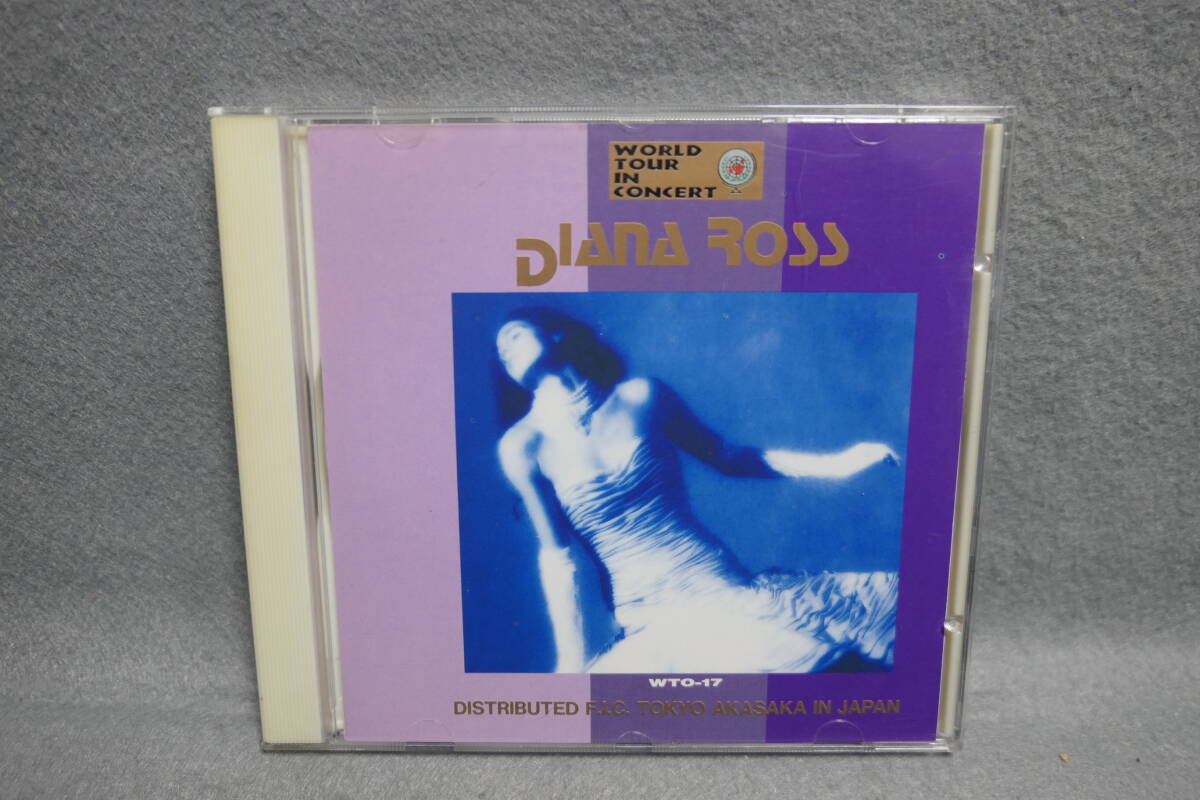 WORLD
TOUR
IN
CONCERT
DIANA ROSS
WTO-17
DISTRIBUTED F.I.C. TOKYO AKASAKA IN JAPAN